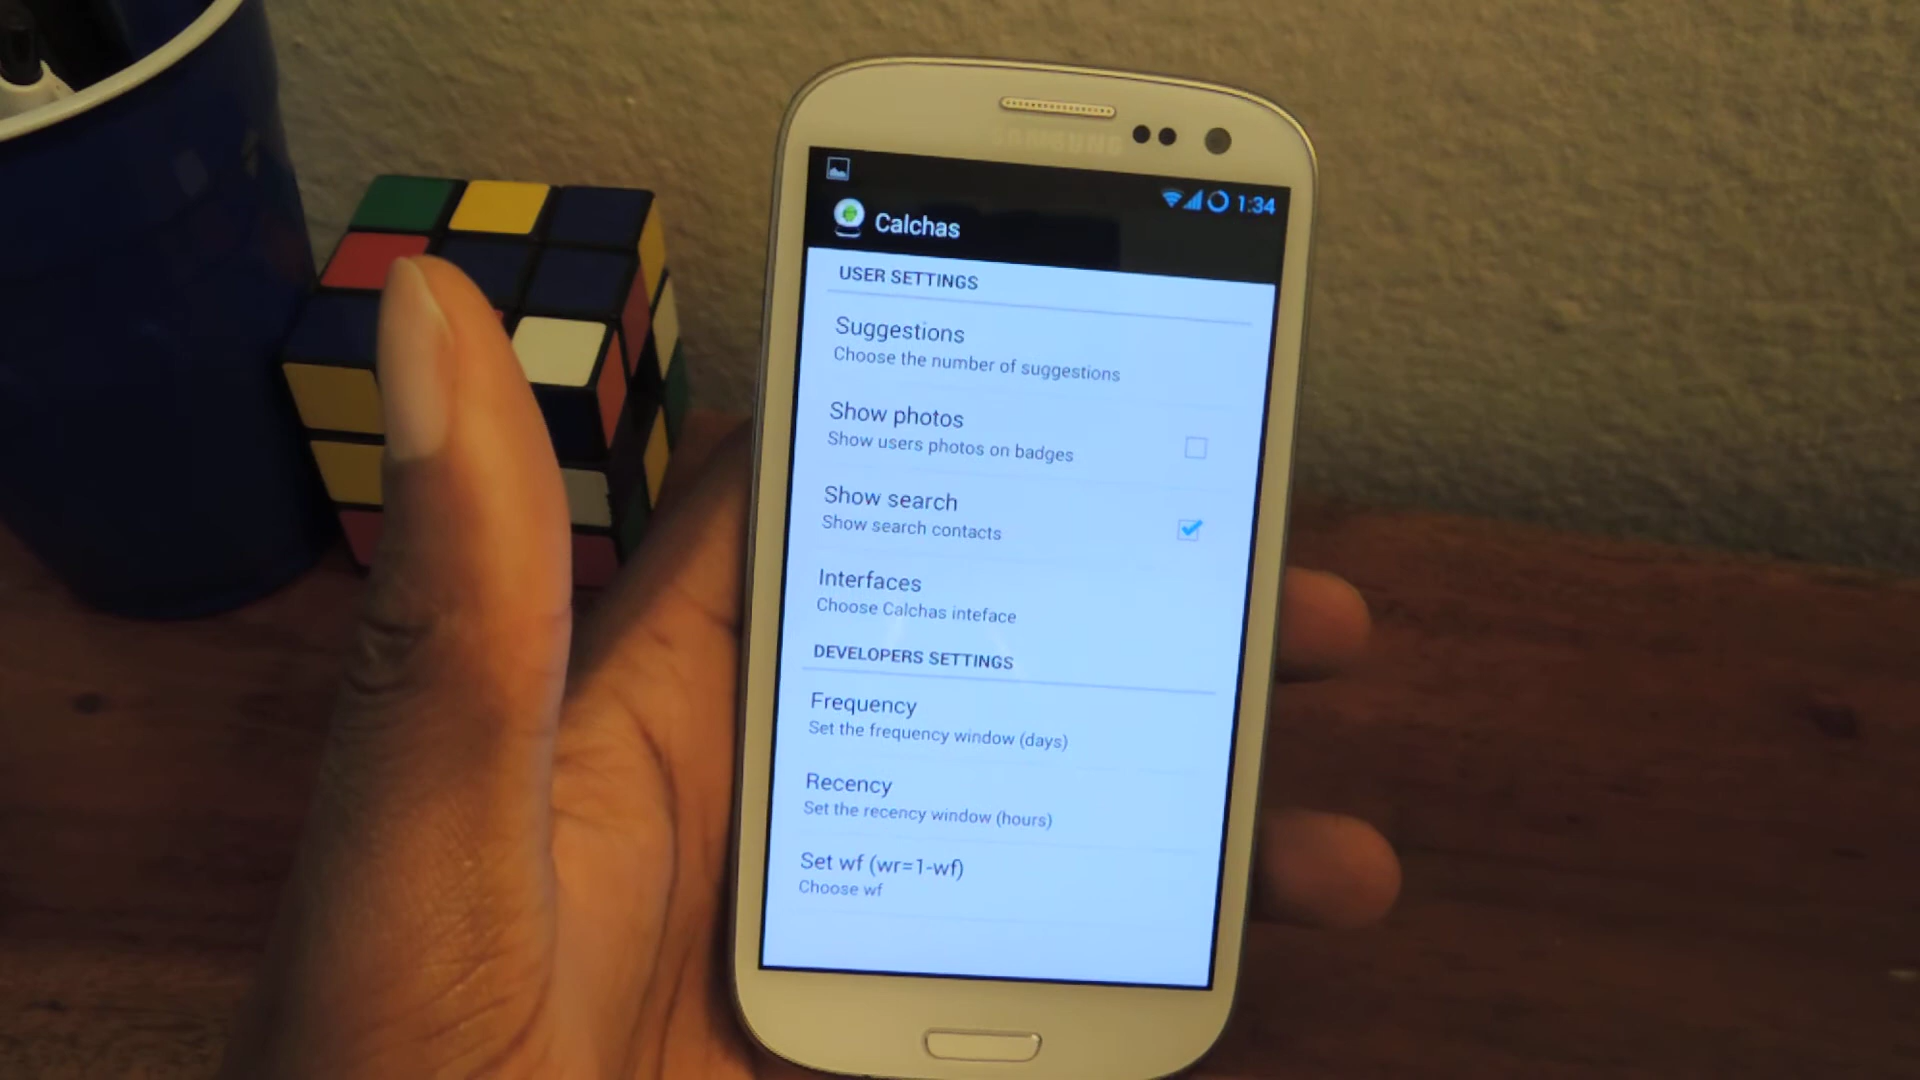 SAMSUNG
1:34
Calchas
USER SETTINGS
Suggestions
Choose the number of suggestions
Show photos
Show users photos on badges
Show search
Show search contacts
Interfaces
Choose Calchas inteface
DEVELOPERS SETTINGS
Frequency
Set the frequency window (days)
Recency
Set the recency window (hours)
Set wf (wr=1-wf)
Choose wf